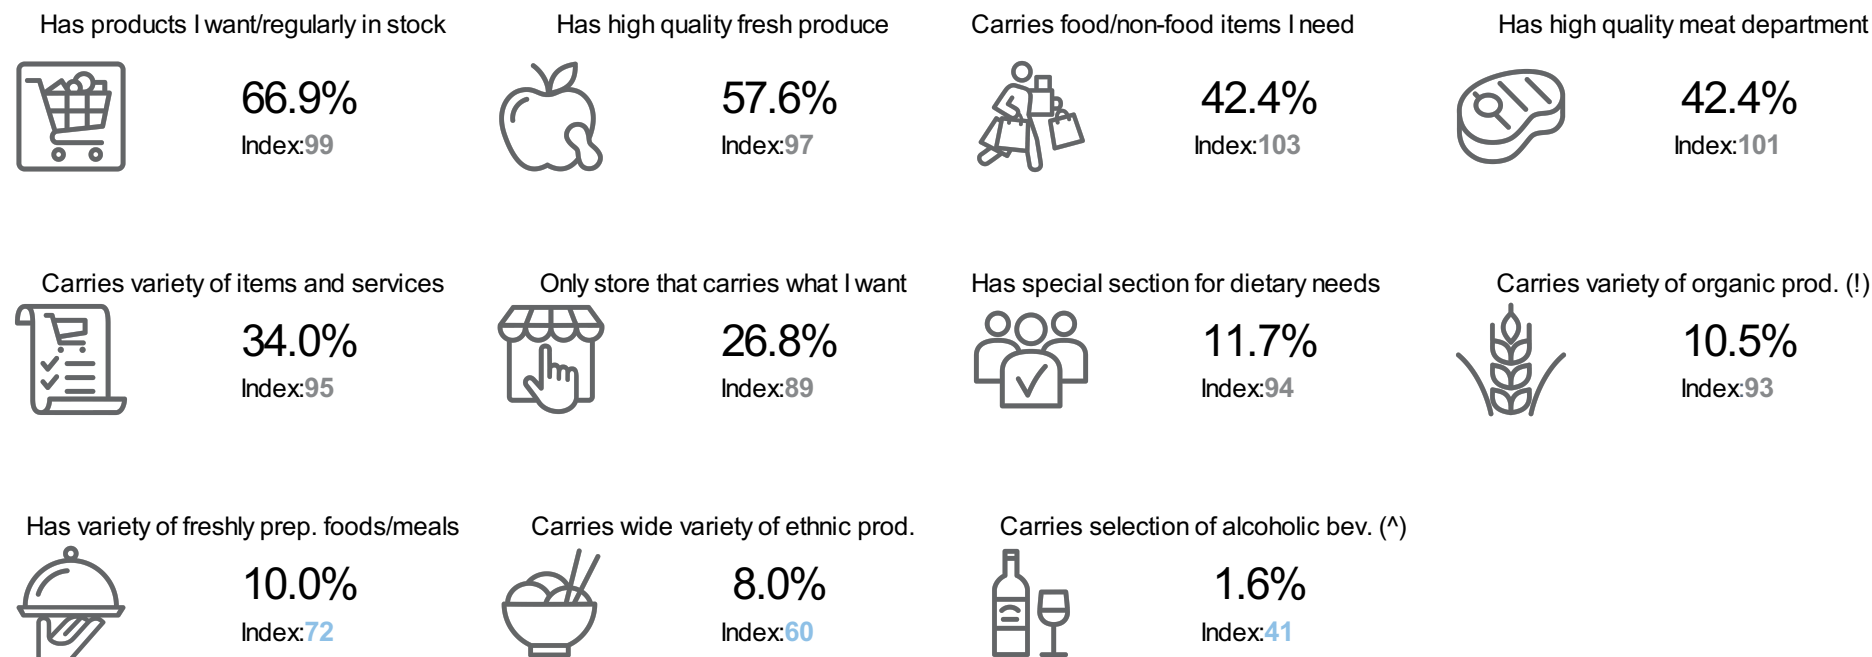 Has products I want/regularly in stock
66.9%
Index:99
Has high quality fresh produce
57.6%
Index:97
Carries food/non-food items I need
42.4%
Index:103
Has high quality meat department
42.4%
Index:101
Carries variety of items and services
34.0%
Index:95
Only store that carries what I want
26.8%
Index:89
Has special section for dietary needs
11.7%
Index:94
Carries variety of organic prod. (!)
10.5%
Index:93
Has variety of freshly prep. foods/meals
10.0%
Index:72
Carries wide variety of ethnic prod.
8.0%
Index:60
Carries selection of alcoholic bev. (^)
1.6%
Index:41